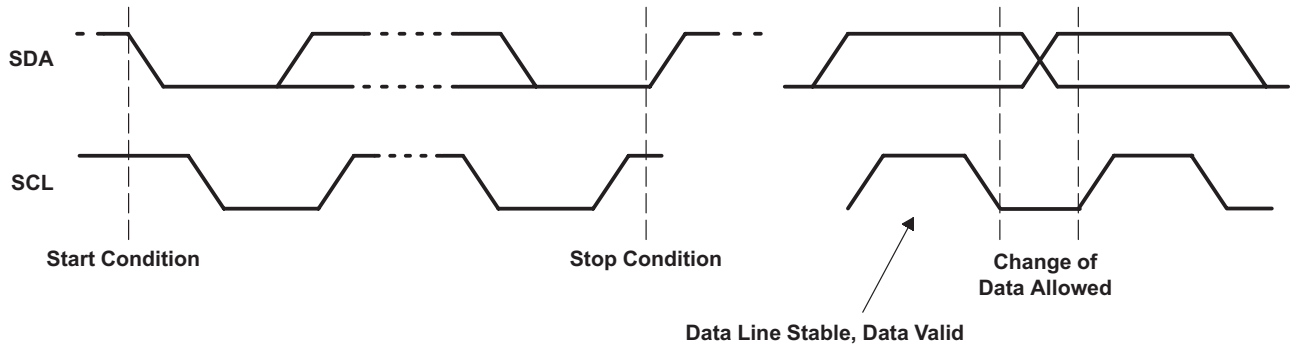 SDA
SCL
Start Condition
Stop Condition
Change of
Data Allowed
Data Line Stable, Data Valid